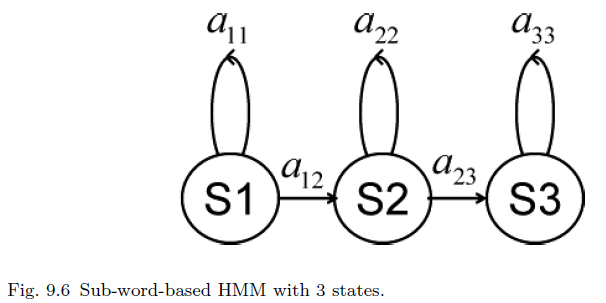 a11 a22 a33
a12 a23
S1 S2 S3
Fig. 9.6 Sub-word-based HMM with 3 states.